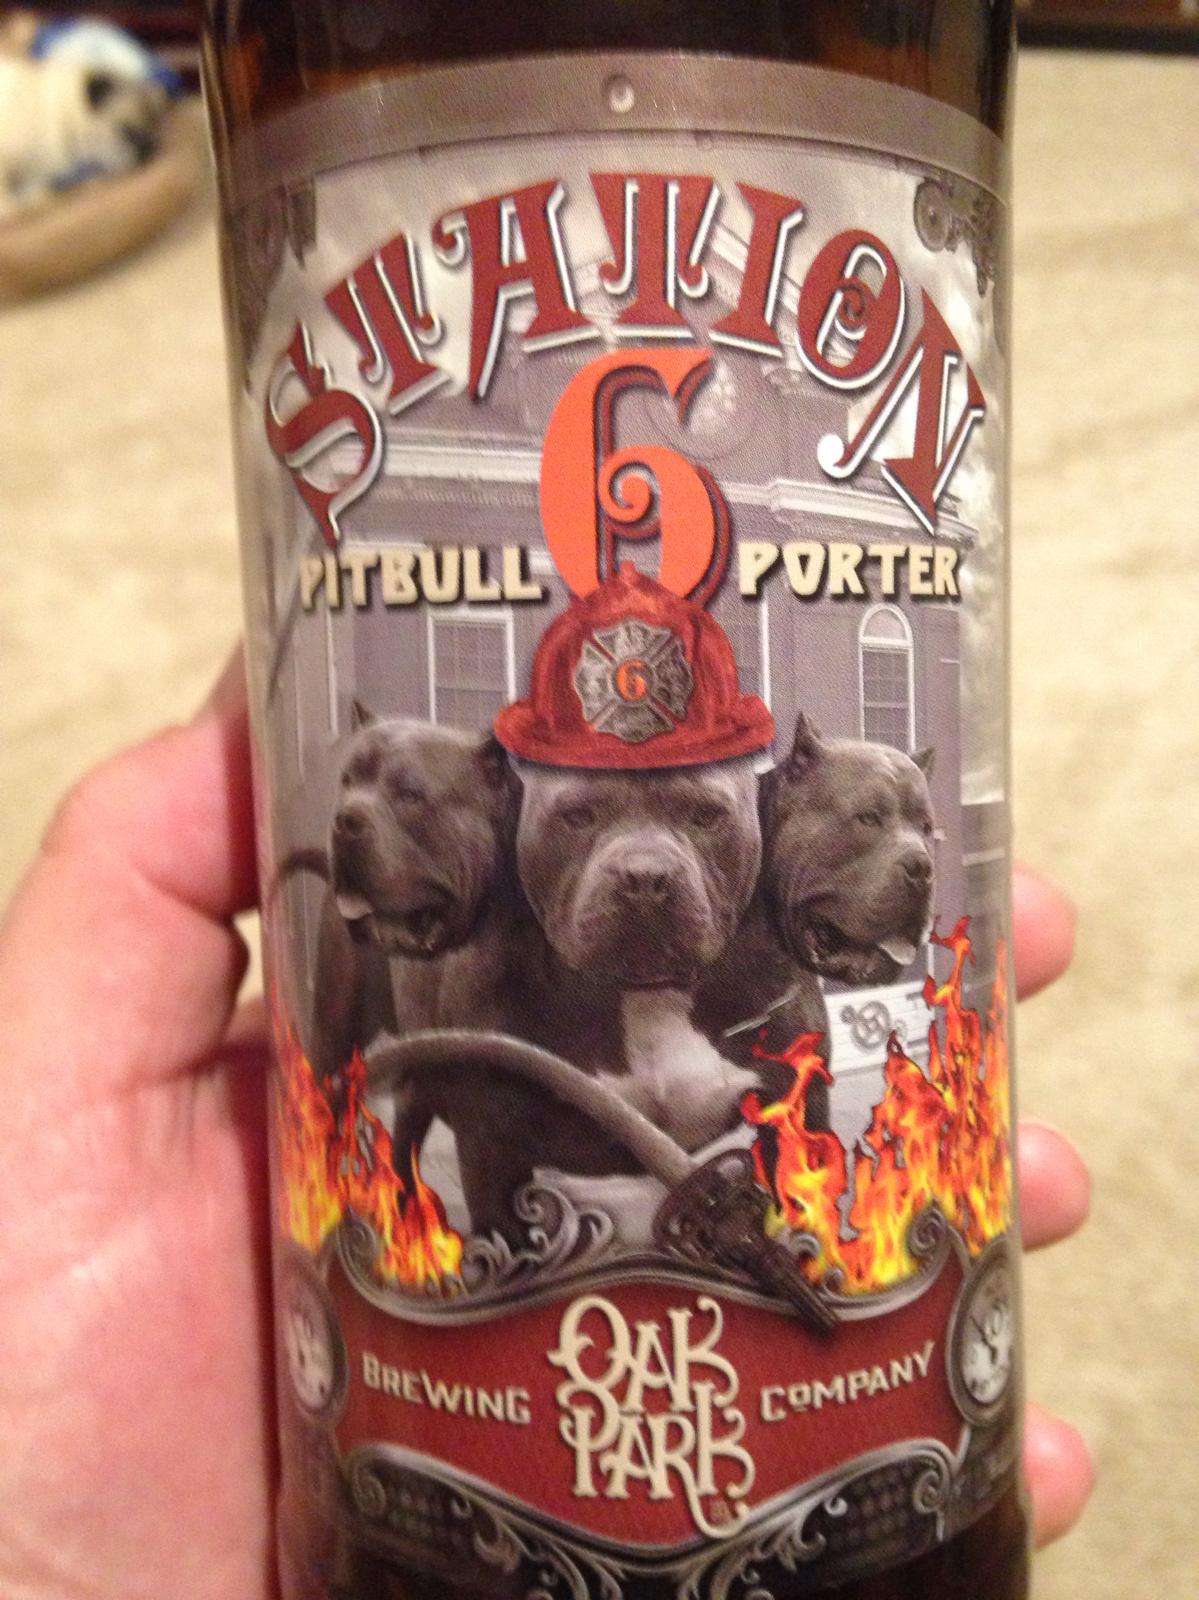 STATION
6
PITBULL PORTER
6
BREWING OAK PARK COMPANY